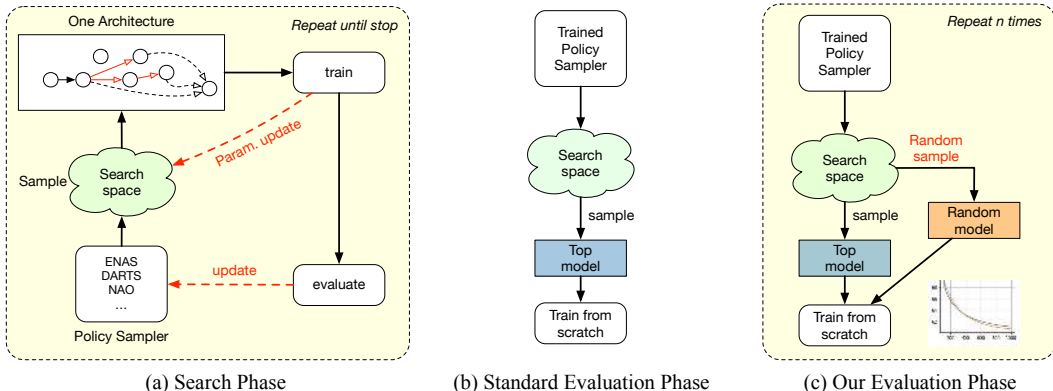 One Architecture
Repeat until stop
train
Param. update
Sample
Search
space
ENAS
DARTS
NAO
...
update
evaluate
Policy Sampler
(a) Search Phase
Trained
Policy
Sampler
Search
space
sample
Top
model
Train from
scratch
(b) Standard Evaluation Phase
Repeat n times
Trained
Policy
Sampler
Random
sample
Search
space
sample
Random
model
Top
model
Train from
scratch
(c) Our Evaluation Phase